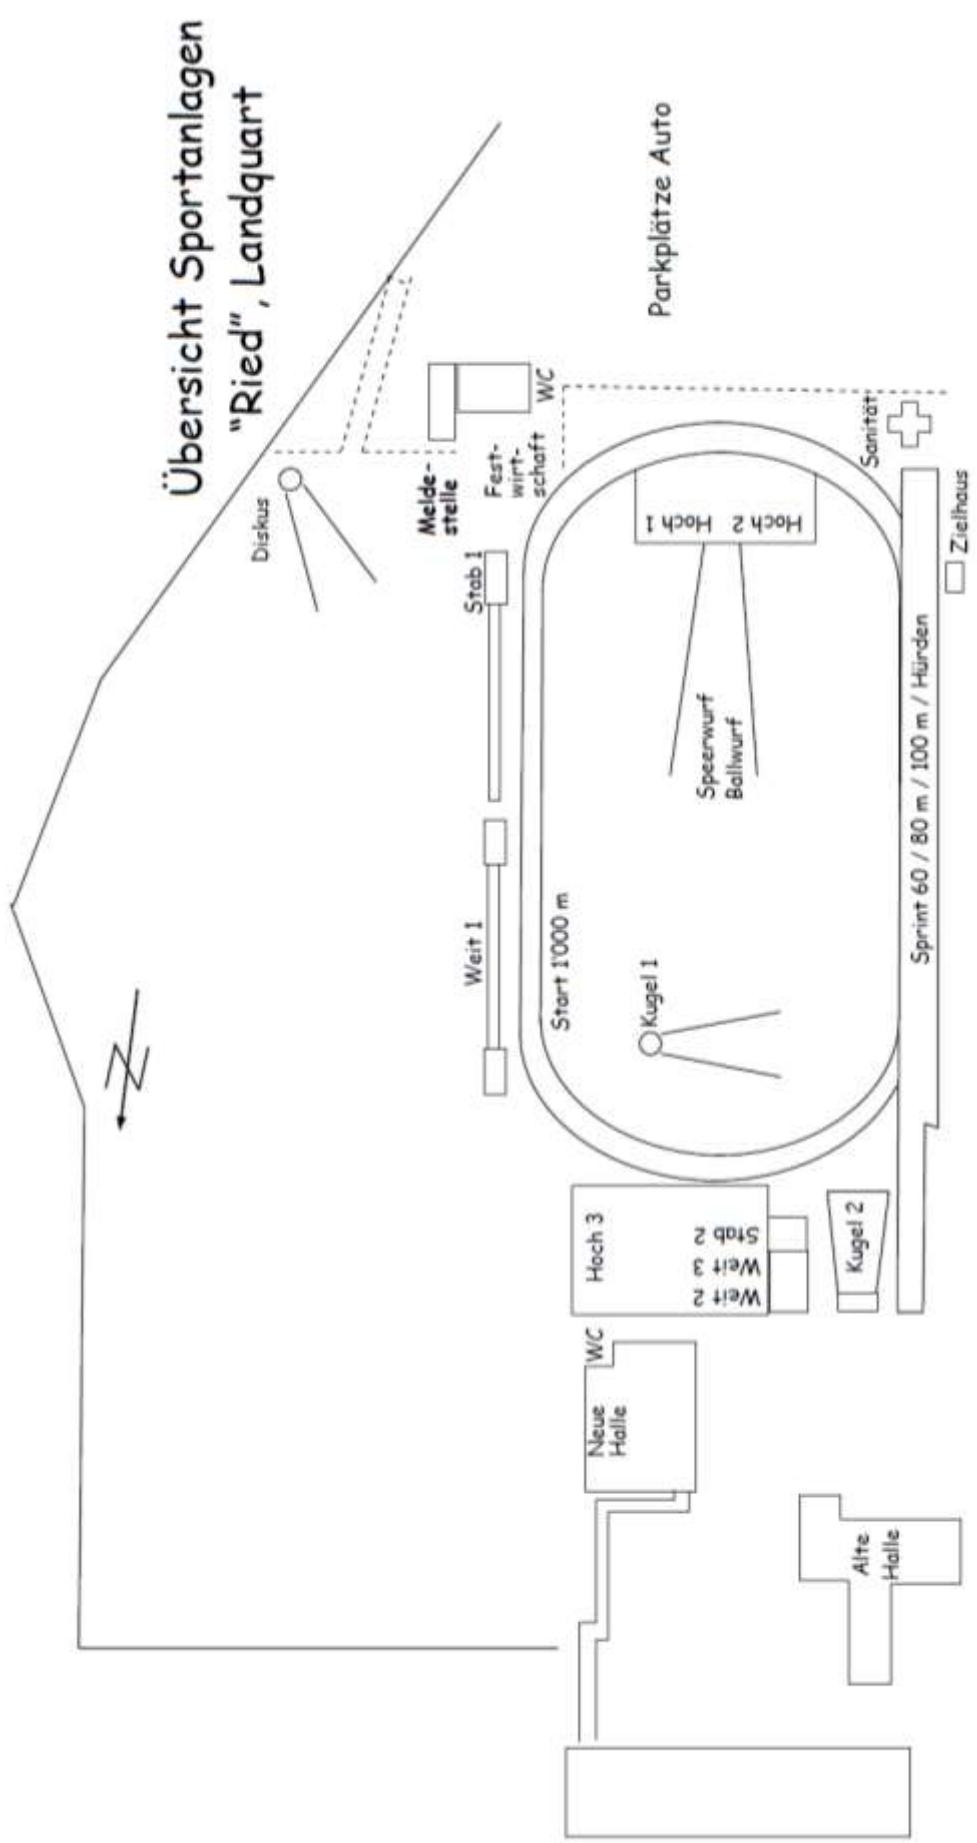 Übersicht Sportanlagen
“Ried”, Landquart
Diskus
Melde-
stelle
Fest-
wirt-
schaft
WC
Parkplätze Auto
Stab 1
Weit 1
Start 1'000 m
Kugel 1
Speerwurf
Ballwurf
Hoch 1
Hoch 2
Sanität
Zielhaus
Sprint 60 / 80 m / 100 m / Hürden
Hoch 3
Stab 2
Weit 3
Weit 2
Kugel 2
WC
Neue
Halle
Alte
Halle
N